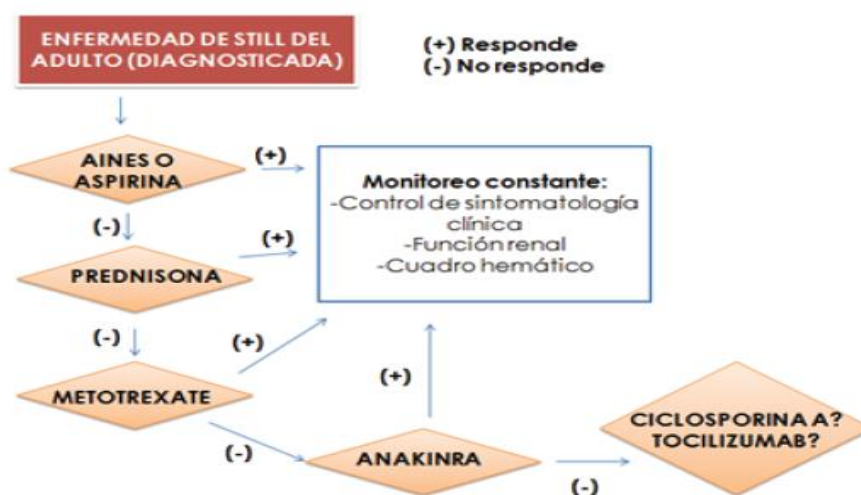 ENFERMEDAD DE STILL DEL
ADULTO (DIAGNOSTICADA)
(+) Responde
(-) No responde
AINES O
ASPIRINA
(+)
Monitoreo constante:
-Control de sintomatología
clínica
-Función renal
-Cuadro hemático
(-)
(+)
PREDNISONA
(-)
(+)
METOTREXATE
(+)
(-)
ANAKINRA
(-)
CICLOSPORINA A?
TOCILIZUMAB?